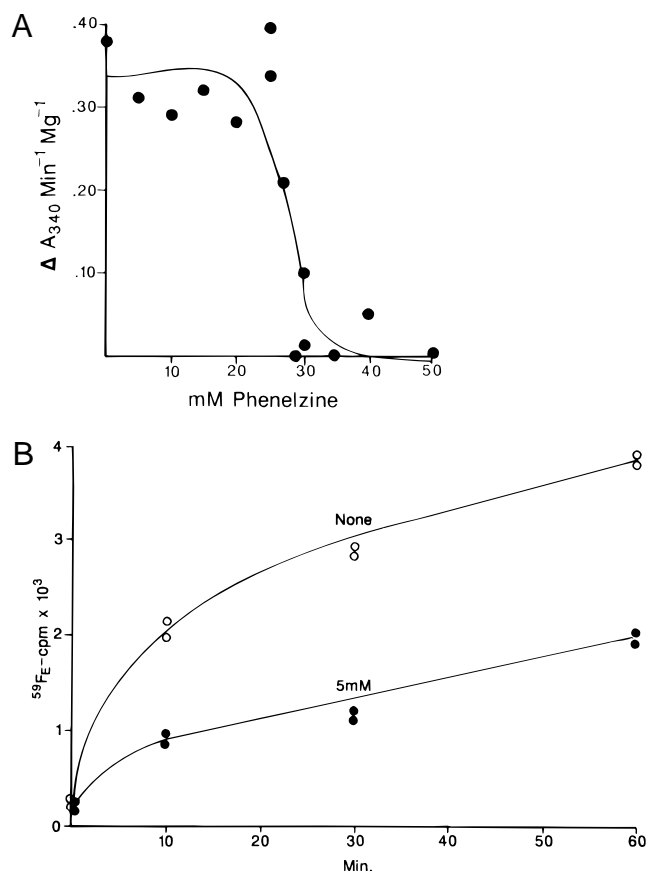 A
.40
.30
.20
.10
Δ A340 Min−1 Mg−1
10 20 30 40 50
mM Phenelzine
B
4
3
2
1
0
59FE-cpm x 10³
None
5mM
10 20 30 40 50 60
Min.